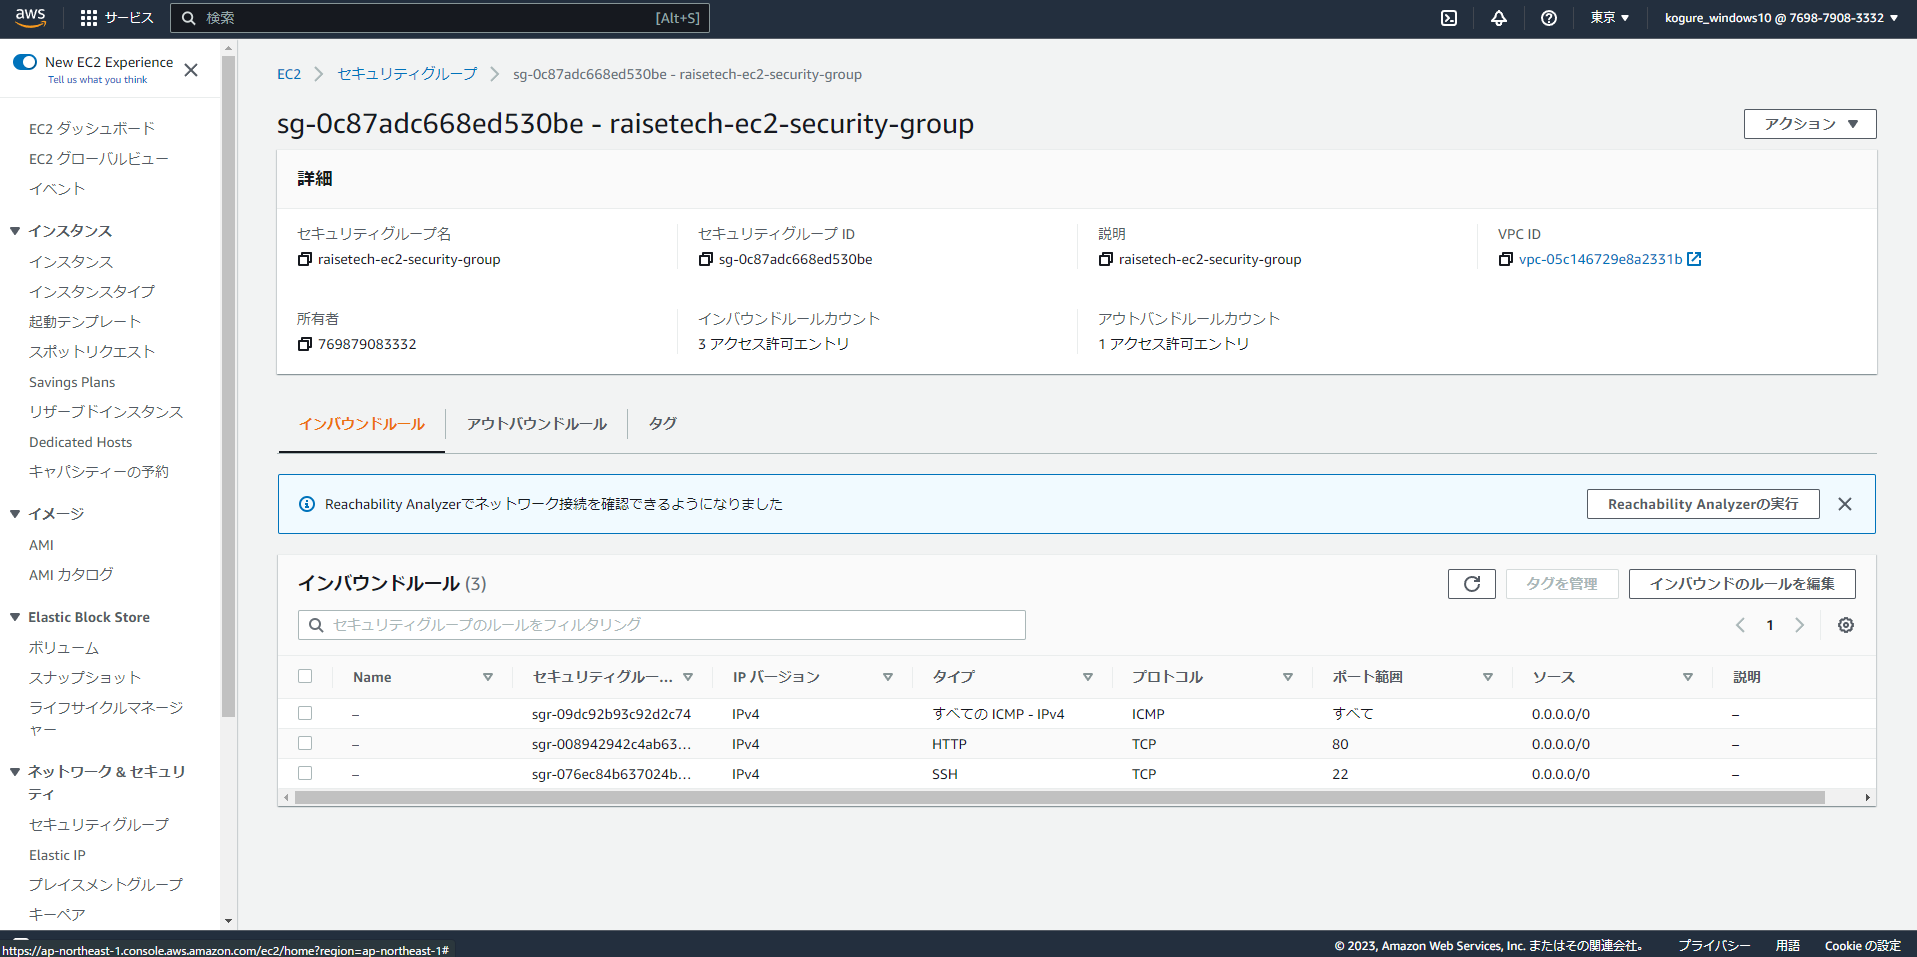 aws
サービス
検索
[Alt+S]
東京 ▼
kogure_windows10 @ 7698-7908-3332 ▼
New EC2 Experience
Tell us what you think
EC2 ダッシュボード
EC2 グローバルビュー
イベント
インスタンス
インスタンス
インスタンスタイプ
起動テンプレート
スポットリクエスト
Savings Plans
リザーブドインスタンス
Dedicated Hosts
キャパシティーの予約
イメージ
AMI
AMI カタログ
Elastic Block Store
ボリューム
スナップショット
ライフサイクルマネージ
ャー
ネットワーク & セキュリ
ティ
セキュリティグループ
Elastic IP
プレイスメントグループ
キーペア
EC2 > セキュリティグループ > sg-0c87adc668ed530be - raisetech-ec2-security-group
sg-0c87adc668ed530be - raisetech-ec2-security-group
アクション ▼
詳細
セキュリティグループ名
raisetech-ec2-security-group
セキュリティグループ ID
sg-0c87adc668ed530be
説明
raisetech-ec2-security-group
VPC ID
vpc-05c146729e8a2331b
所有者
769879083332
インバウンドルールカウント
3 アクセス許可エントリ
アウトバンドルールカウント
1 アクセス許可エントリ
インバウンドルール
アウトバウンドルール
タグ
Reachability Analyzerでネットワーク接続を確認できるようになりました
Reachability Analyzerの実行
インバウンドルール (3)
タグを管理
インバウンドのルールを編集
セキュリティグループのルールをフィルタリング
1
Name セキュリティグルー... IP バージョン タイプ プロトコル ポート範囲 ソース 説明
– sgr-09dc92b93c92d2c74 IPv4 すべての ICMP - IPv4 ICMP すべて 0.0.0.0/0 –
– sgr-008942942c4ab63... IPv4 HTTP TCP 80 0.0.0.0/0 –
– sgr-076ec84b637024b... IPv4 SSH TCP 22 0.0.0.0/0 –
https://ap-northeast-1.console.aws.amazon.com/ec2/home?region=ap-northeast-1#
© 2023, Amazon Web Services, Inc. またはその関連会社。
プライバシー
用語
Cookie の設定